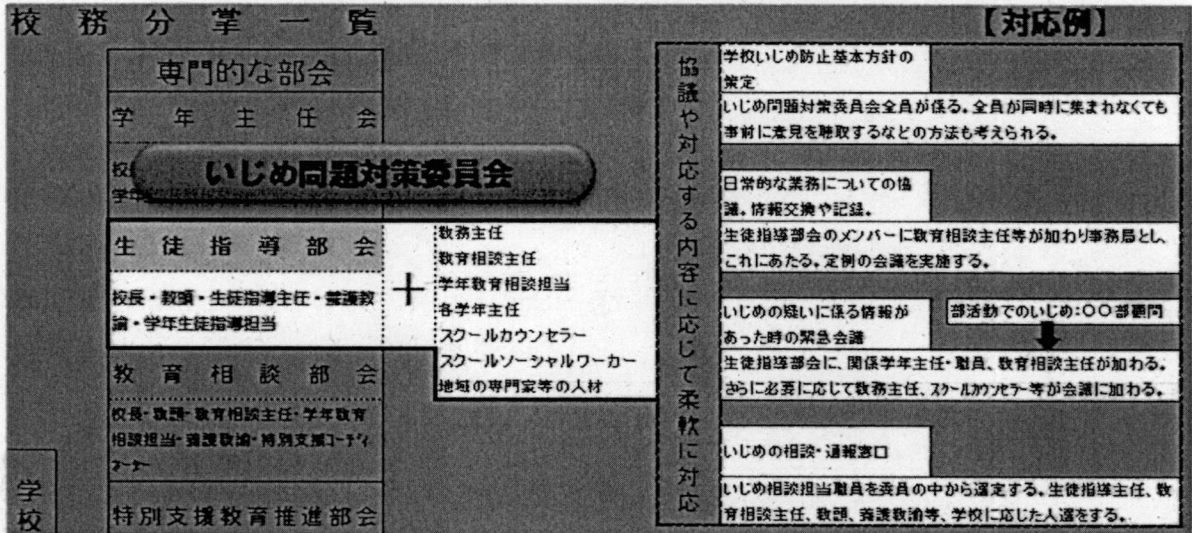 校務分掌一覧
専門的な部会
学年主任会
校
学年
いじめ問題対策委員会
生徒指導部会
校長・教頭・生徒指導主任・養護教
諭・学年生徒指導担当
＋
教務主任
教育相談主任
学年教育相談担当
各学年主任
スクールカウンセラー
スクールソーシャルワーカー
地域の専門家等の人材
教育相談部会
校長・教頭・教育相談主任・学年教育
相談担当・養護教諭・特別支援コーディ
ネーター
特別支援教育推進部会
学校
【対応例】
協議や対応する内容に応じて柔軟に対応
学校いじめ防止基本方針の
策定
いじめ問題対策委員会全員が係る。全員が同時に集まれなくても
事前に意見を聴取するなどの方法も考えられる。
日常的な業務についての協
議。情報交換や記録。
生徒指導部会のメンバーに教育相談主任等が加わり事務局とし、
これにあたる。定例の会議を実施する。
いじめの疑いに係る情報が
あった時の緊急会議
部活動でのいじめ:〇〇部顧問
生徒指導部会に、関係学年主任・職員、教育相談主任が加わる。
さらに必要に応じて教務主任、スクールカウンセラー等が会議に加わる。
いじめの相談・通報窓口
いじめ相談担当職員を委員の中から選定する。生徒指導主任、教
育相談主任、教頭、養護教諭等、学校に応じた人選をする。